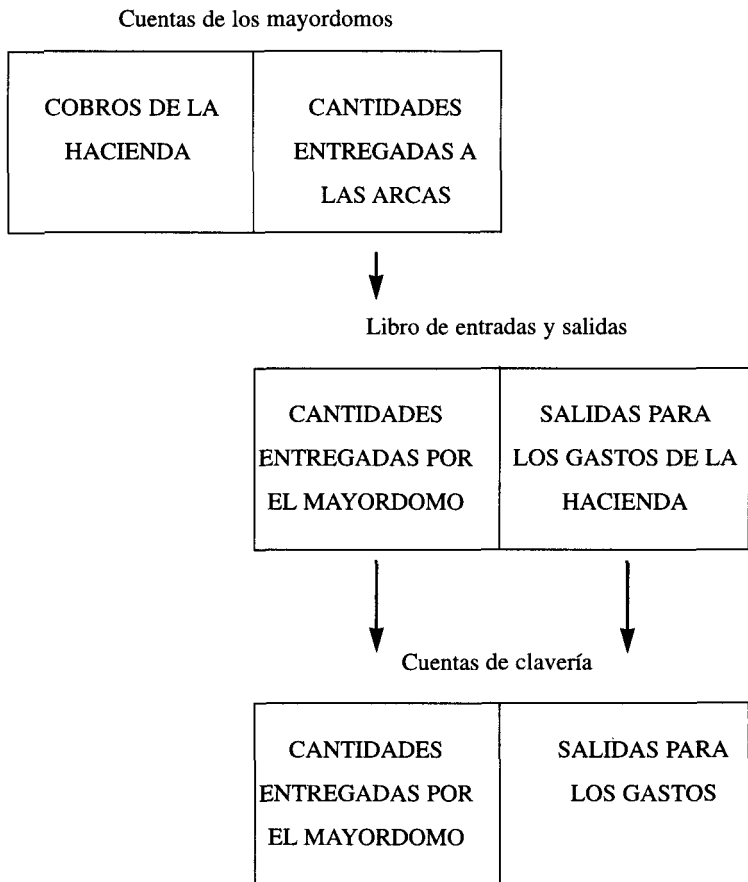 Cuentas de los mayordomos
COBROS DE LA
HACIENDA
CANTIDADES
ENTREGADAS A
LAS ARCAS
Libro de entradas y salidas
CANTIDADES
ENTREGADAS POR
EL MAYORDOMO
SALIDAS PARA
LOS GASTOS DE LA
HACIENDA
Cuentas de clavería
CANTIDADES
ENTREGADAS POR
EL MAYORDOMO
SALIDAS PARA
LOS GASTOS